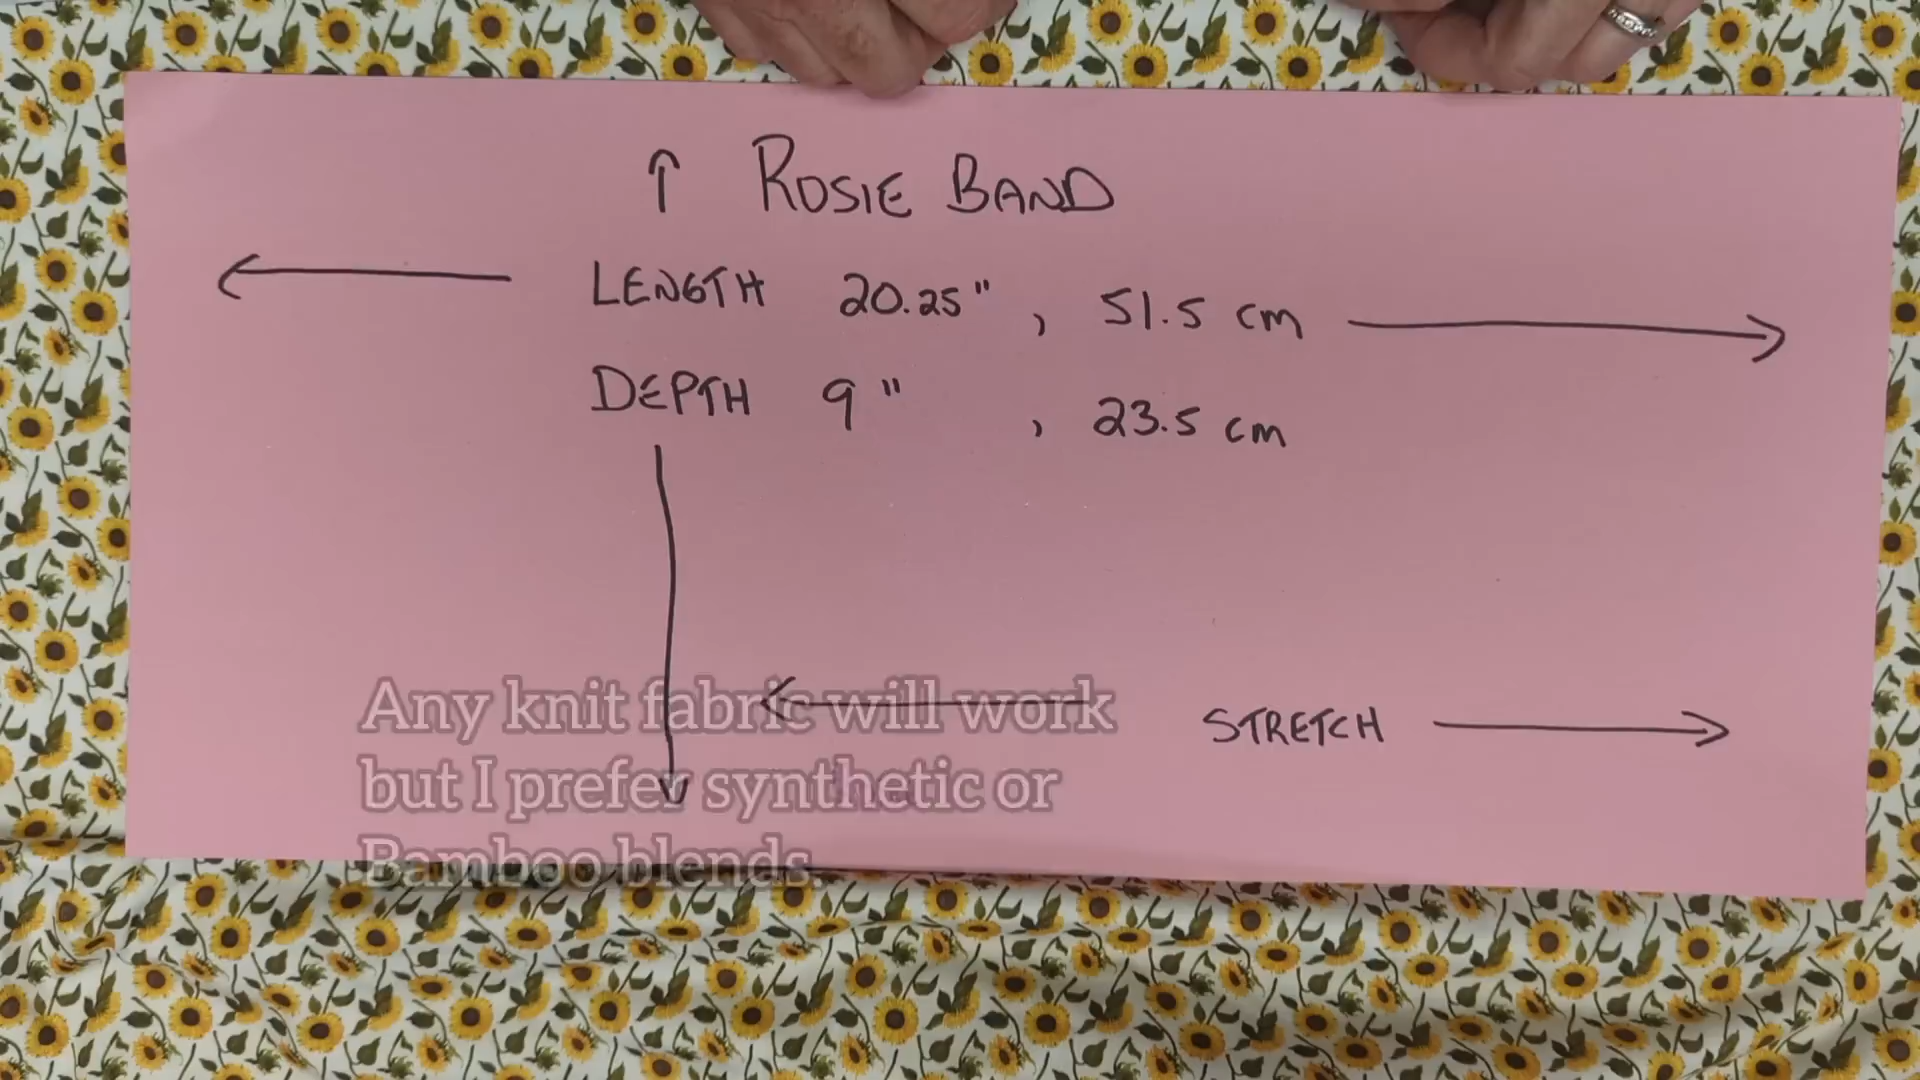 ↑ ROSIE BAND
LENGTH 20.25", 51.5 cm
DEPTH 9", 23.5 cm
STRETCH
Any knit fabric will work
but I prefer synthetic or
Bamboo blends.